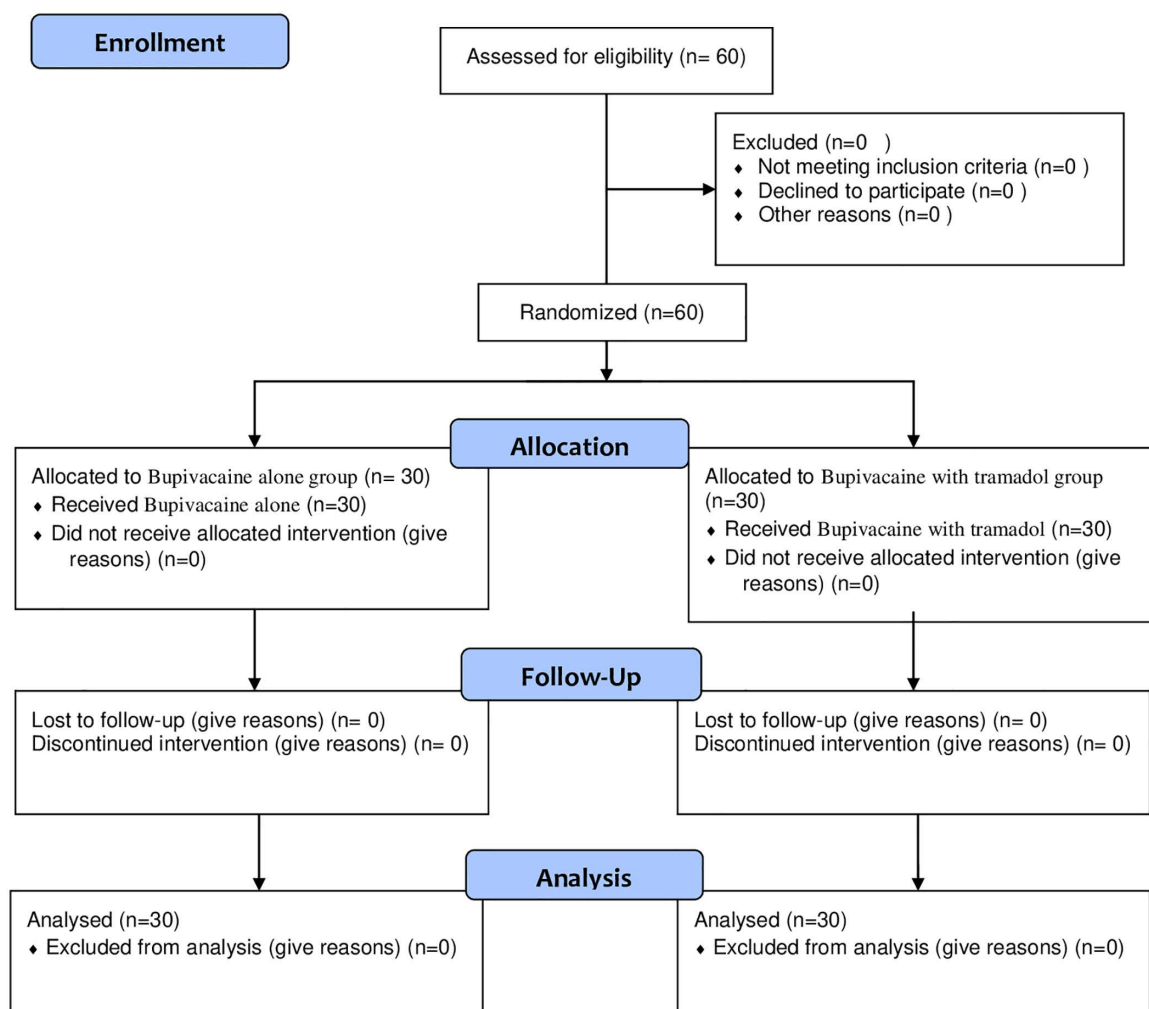 Enrollment
Assessed for eligibility (n= 60)
Excluded (n=0 )
♦ Not meeting inclusion criteria (n=0 )
♦ Declined to participate (n=0 )
♦ Other reasons (n=0 )
Randomized (n=60)
Allocation
Allocated to Bupivacaine alone group (n= 30)
♦ Received Bupivacaine alone (n=30)
♦ Did not receive allocated intervention (give
reasons) (n=0)
Allocated to Bupivacaine with tramadol group
(n=30)
♦ Received Bupivacaine with tramadol (n=30)
♦ Did not receive allocated intervention (give
reasons) (n=0)
Follow-Up
Lost to follow-up (give reasons) (n= 0)
Discontinued intervention (give reasons) (n= 0)
Lost to follow-up (give reasons) (n= 0)
Discontinued intervention (give reasons) (n= 0)
Analysis
Analysed (n=30)
♦ Excluded from analysis (give reasons) (n=0)
Analysed (n=30)
♦ Excluded from analysis (give reasons) (n=0)